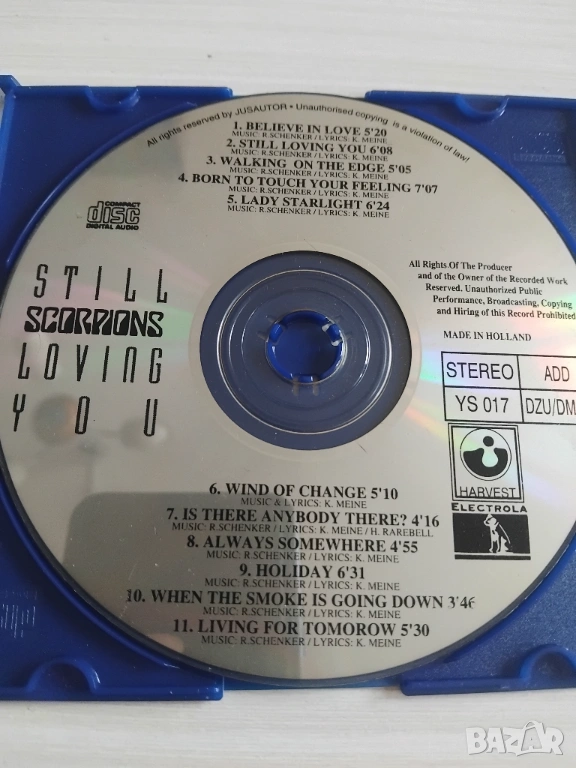 All rights reserved by JUSAUTOR • Unauthorised copying is a violation of law!
1. BELIEVE IN LOVE 5'20
MUSIC: R.SCHENKER/LYRICS: K. MEINE
2. STILL LOVING YOU 6'08
MUSIC: R.SCHENKER/LYRICS: K. MEINE
3. WALKING ON THE EDGE 5'05
MUSIC: R.SCHENKER/LYRICS: K. MEINE
4. BORN TO TOUCH YOUR FEELING 7'07
MUSIC: R.SCHENKER/LYRICS: K. MEINE
5. LADY STARLIGHT 6'24
MUSIC: R.SCHENKER/LYRICS: K. MEINE
COMPACT
disc
DIGITAL AUDIO
STILL
SCORPIONS
LOVING
YOU
All Rights.Of The Producer
and of the Owner of the Recorded Work
Reserved. Unauthorized Public
Performance, Broadcasting, Copying
and Hiring of this Record Prohibited
MADE IN HOLLAND
STEREO ADD
YS 017 DZU/DM
HARVEST
ELECTROLA
6. WIND OF CHANGE 5'10
MUSIC & LYRICS: K. MEINE
7. IS THERE ANYBODY THERE? 4'16
MUSIC: R.SCHENKER/LYRICS: K. MEINE / H. RAREBELL
8. ALWAYS SOMEWHERE 4'55
MUSIC: R.SCHENKER/LYRICS: K. MEINE
9. HOLIDAY 6'31
MUSIC: R.SCHENKER/LYRICS: K. MEINE
10. WHEN THE SMOKE IS GOING DOWN 3'46
MUSIC: R.SCHENKER/LYRICS: K. MEINE
11. LIVING FOR TOMOROW 5'30
MUSIC: R.SCHENKER/LYRICS: K. MEINE
BAZAR